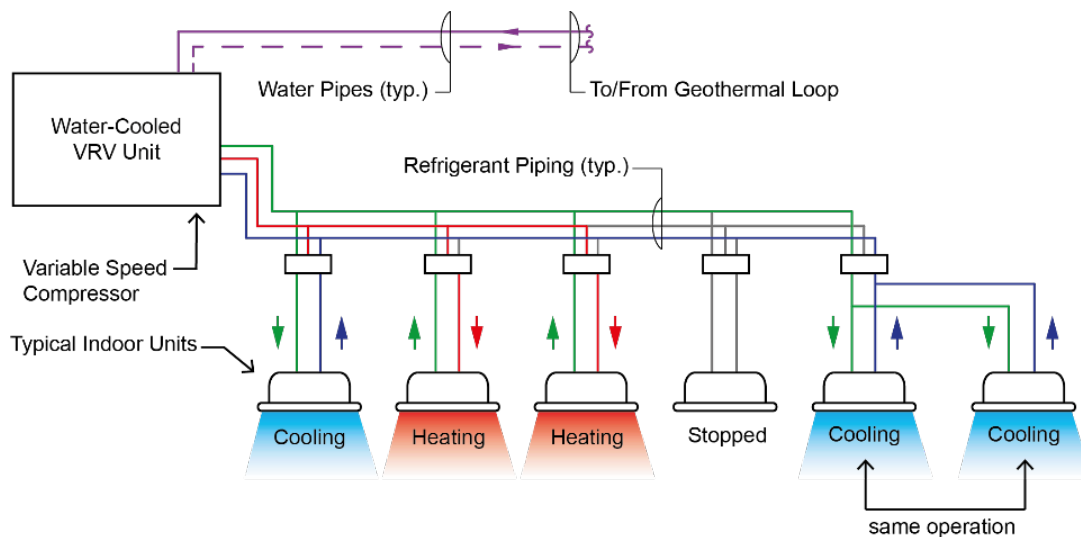 Water Pipes (typ.)
To/From Geothermal Loop
Water-Cooled
VRV Unit
Refrigerant Piping (typ.)
Variable Speed
Compressor
Typical Indoor Units
Cooling
Heating
Heating
Stopped
Cooling
Cooling
same operation